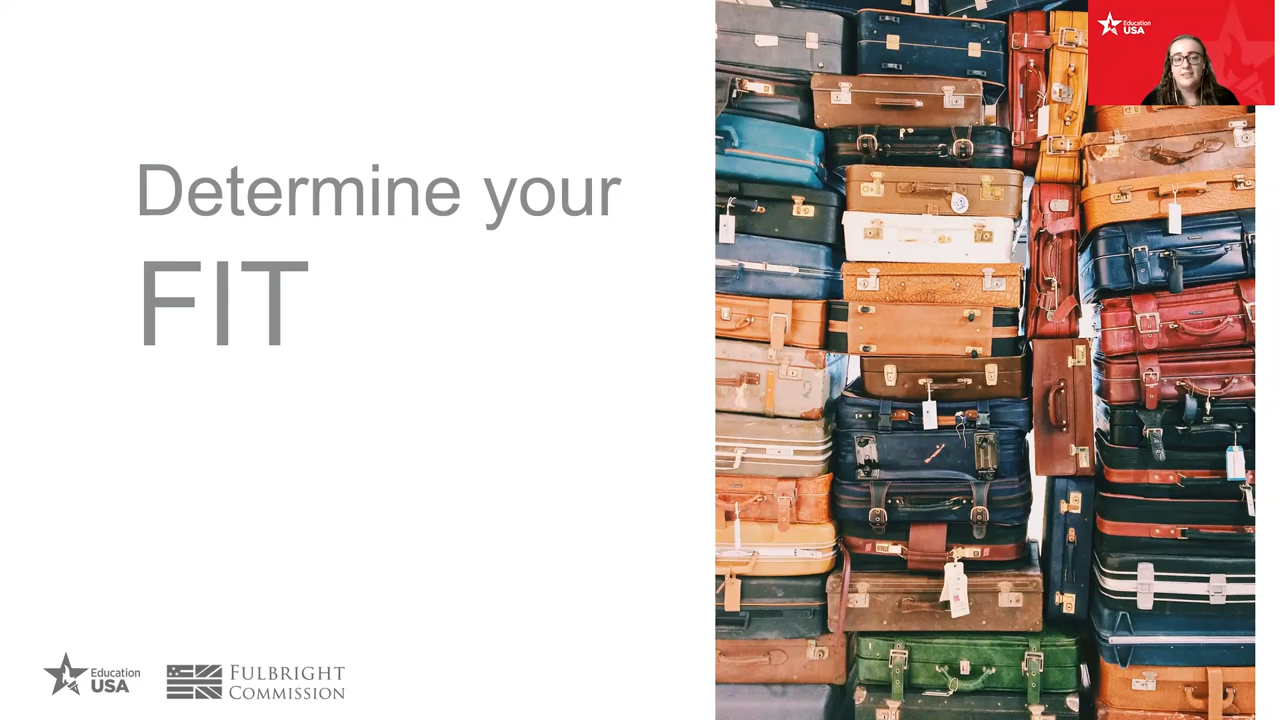 Determine your
FIT
Education
USA
Education
USA
FULBRIGHT
COMMISSION